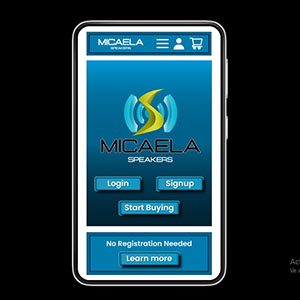 MICAELA
SPEAKERS
MICAELA
SPEAKERS
Login Signup
Start Buying
No Registration Needed
Learn more